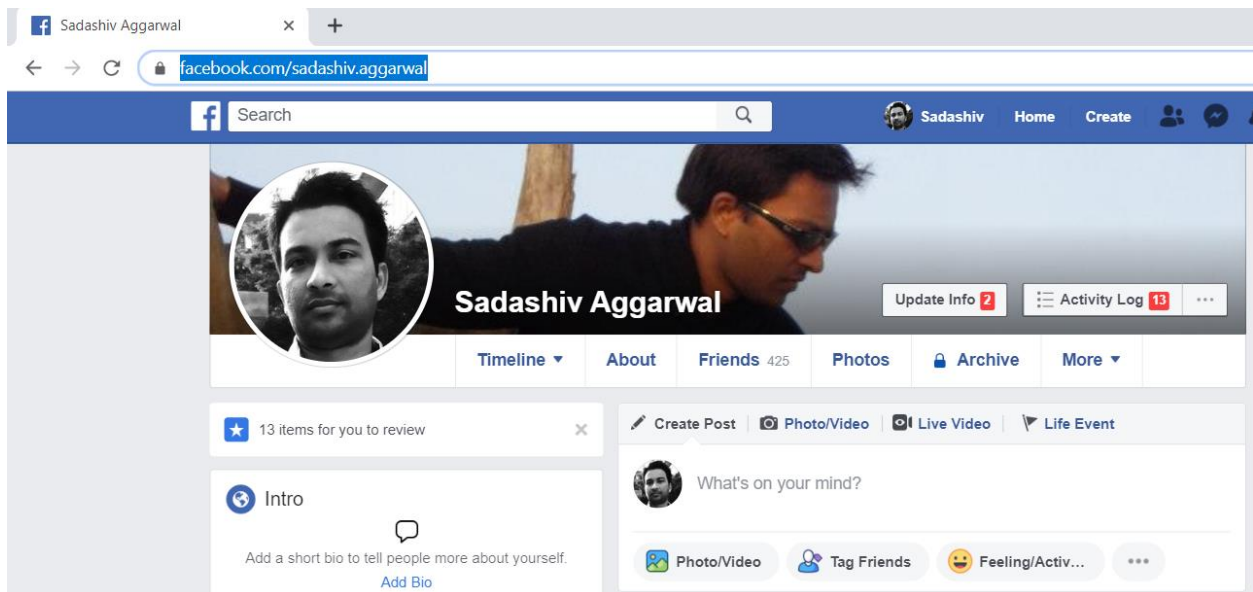 Sadashiv Aggarwal
facebook.com/sadashiv.aggarwal
Search
Sadashiv Home Create
Sadashiv Aggarwal
Update Info 2
Activity Log 13
Timeline About Friends 425 Photos Archive More
13 items for you to review
Create Post Photo/Video Live Video Life Event
What's on your mind?
Intro
Add a short bio to tell people more about yourself.
Add Bio
Photo/Video Tag Friends Feeling/Activ...